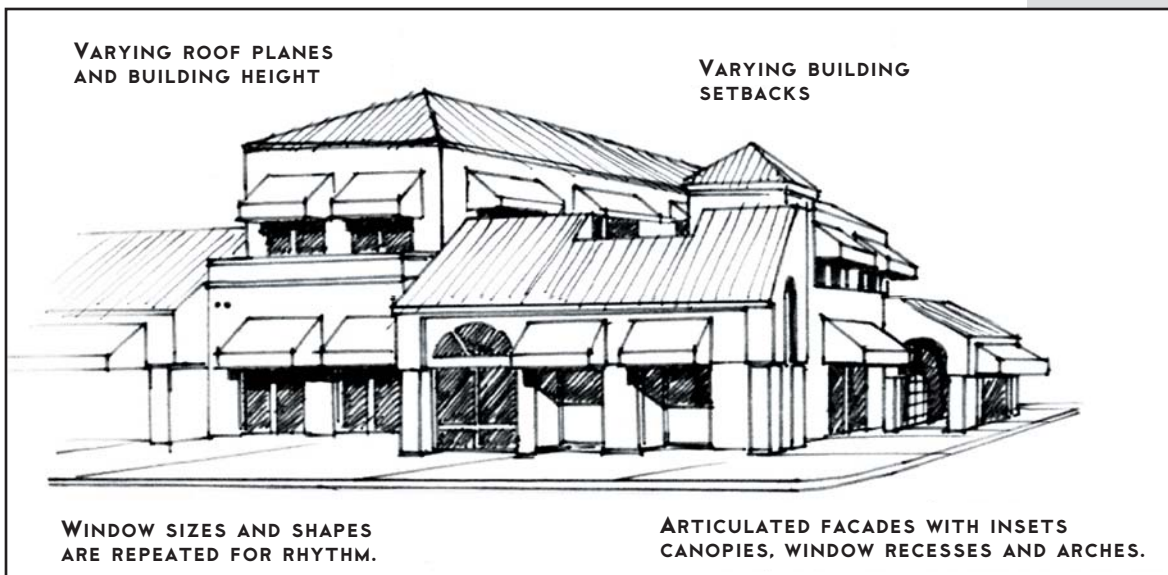 Varying roof planes
and building height
Varying building
setbacks
Window sizes and shapes
are repeated for rhythm.
Articulated facades with insets
canopies, window recesses and arches.